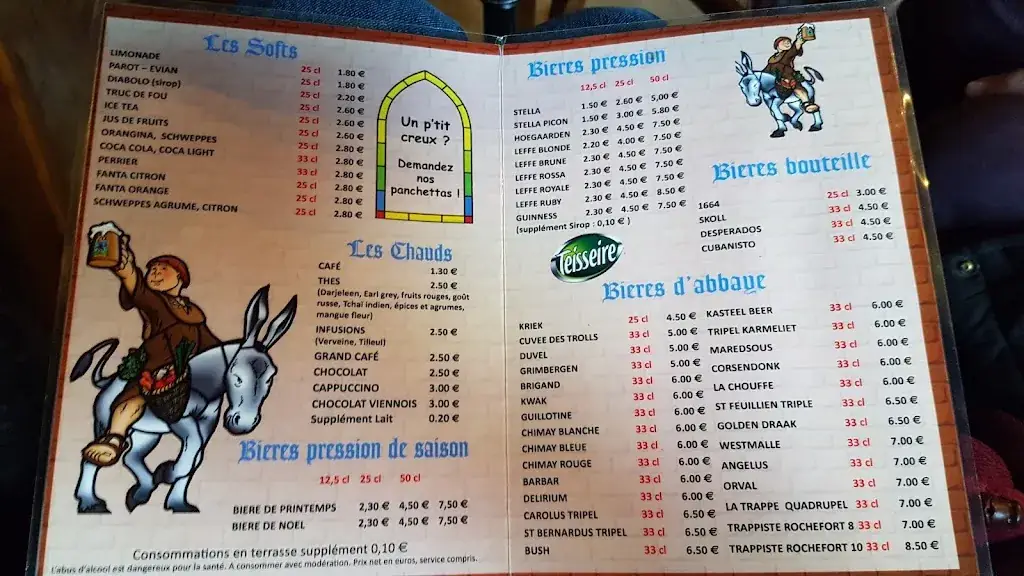 Les Softs
LIMONADE 25 cl 1.80 €
PAROT – EVIAN 25 cl 1.80 €
DIABOLO (sirop) 25 cl 2.20 €
TRUC DE FOU 25 cl 2.60 €
ICE TEA 25 cl 2.60 €
JUS DE FRUITS 25 cl 2.60 €
ORANGINA, SCHWEPPES 25 cl 2.80 €
COCA COLA, COCA LIGHT 33 cl 2.80 €
PERRIER 33 cl 2.80 €
FANTA CITRON 25 cl 2.80 €
FANTA ORANGE 25 cl 2.80 €
SCHWEPPES AGRUME, CITRON 25 cl 2.80 €
Un p'tit
creux ?
Demandez
nos
panchettas !
Les Chauds
CAFÉ 1.30 €
THES 2.50 €
(Darjeleen, Earl grey, fruits rouges, goût
russe, Tchaï indien, épices et agrumes,
mangue fleur)
INFUSIONS 2.50 €
(Verveine, Tilleul)
GRAND CAFÉ 2.50 €
CHOCOLAT 2.50 €
CAPPUCCINO 3.00 €
CHOCOLAT VIENNOIS 3.00 €
Supplément Lait 0.20 €
Bieres pression de saison
12,5 cl 25 cl 50 cl
BIERE DE PRINTEMPS 2,30 € 4,50 € 7,50 €
BIERE DE NOEL 2,30 € 4,50 € 7,50 €
Consommations en terrasse supplément 0,10 €
L'abus d'alcool est dangereux pour la santé. A consommer avec modération. Prix net en euros, service compris.
Bieres pression
12,5 cl 25 cl 50 cl
STELLA 1.50 € 2.60 € 5,00 €
STELLA PICON 1.50 € 3.00 € 5.80 €
HOEGAARDEN 2.30 € 4.50 € 7.50 €
LEFFE BLONDE 2.20 € 4.00 € 7.50 €
LEFFE BRUNE 2.30 € 4.50 € 7.50 €
LEFFE ROSSA 2.30 € 4.50 € 7.50 €
LEFFE ROYALE 2.30 € 4.50 € 7.50 €
LEFFE RUBY 2.30 € 4.50 € 8.50 €
GUINNESS 2.30 € 4.50 € 7.50 €
(supplément Sirop : 0,10 € )
Teisseire
Bieres bouteille
1664 25 cl 3.00 €
SKOLL 33 cl 4.50 €
DESPERADOS 33 cl 4.50 €
CUBANISTO 33 cl 4.50 €
Bieres d'abbaye
KRIEK 25 cl 4.50 €
CUVEE DES TROLLS 33 cl 5.00 €
DUVEL 33 cl 5.00 €
GRIMBERGEN 33 cl 5.00 €
BRIGAND 33 cl 6.00 €
KWAK 33 cl 6.00 €
GUILLOTINE 33 cl 6.00 €
CHIMAY BLANCHE 33 cl 6.00 €
CHIMAY BLEUE 33 cl 6.00 €
CHIMAY ROUGE 33 cl 6.00 €
BARBAR 33 cl 6.00 €
DELIRIUM 33 cl 6.00 €
CAROLUS TRIPEL 33 cl 6.50 €
ST BERNARDUS TRIPEL 33 cl 6.50 €
BUSH 33 cl 6.50 €
KASTEEL BEER 33 cl 6.00 €
TRIPEL KARMELIET 33 cl 6.00 €
MAREDSOUS 33 cl 6.00 €
CORSENDONK 33 cl 6.00 €
LA CHOUFFE 33 cl 6.00 €
ST FEUILLIEN TRIPLE 33 cl 6.50 €
GOLDEN DRAAK 33 cl 6.50 €
WESTMALLE 33 cl 7.00 €
ANGELUS 33 cl 7.00 €
ORVAL 33 cl 7.00 €
LA TRAPPE QUADRUPEL 33 cl 7.00 €
TRAPPISTE ROCHEFORT 8 33 cl 7.00 €
TRAPPISTE ROCHEFORT 10 33 cl 8.50 €